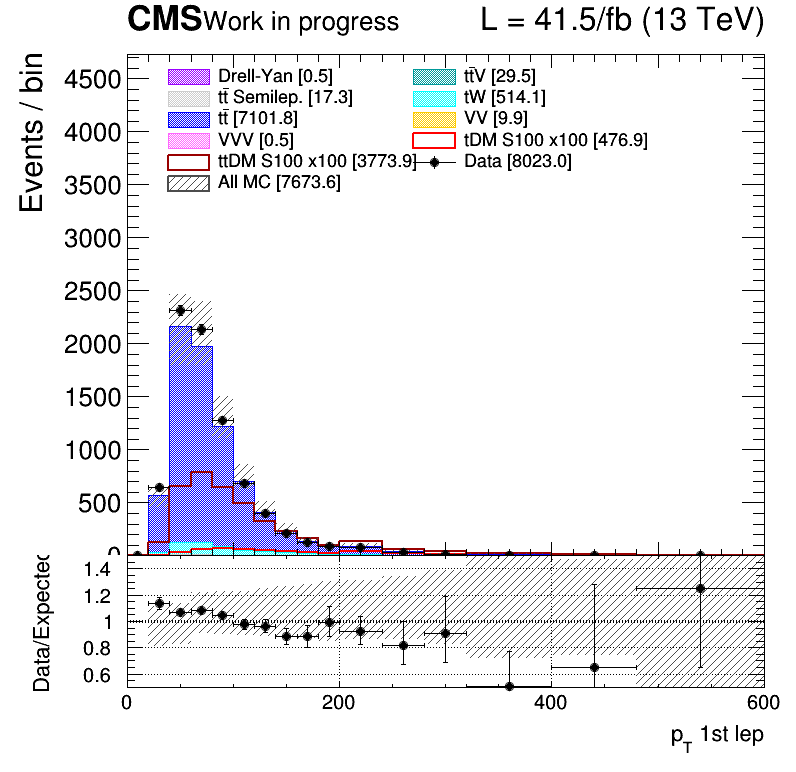 CMS Work in progress L = 41.5/fb (13 TeV)
Drell-Yan [0.5] tt̄V [29.5]
tt̄ Semilep. [17.3] tW [514.1]
tt̄ [7101.8] VV [9.9]
VVV [0.5] tDM S100 x100 [476.9]
ttDM S100 x100 [3773.9] Data [8023.0]
All MC [7673.6]
Events / bin
4500
4000
3500
3000
2500
2000
1500
1000
500
0
Data/Expected
1.4
1.2
1
0.8
0.6
0 200 400 600
p_T 1st lep